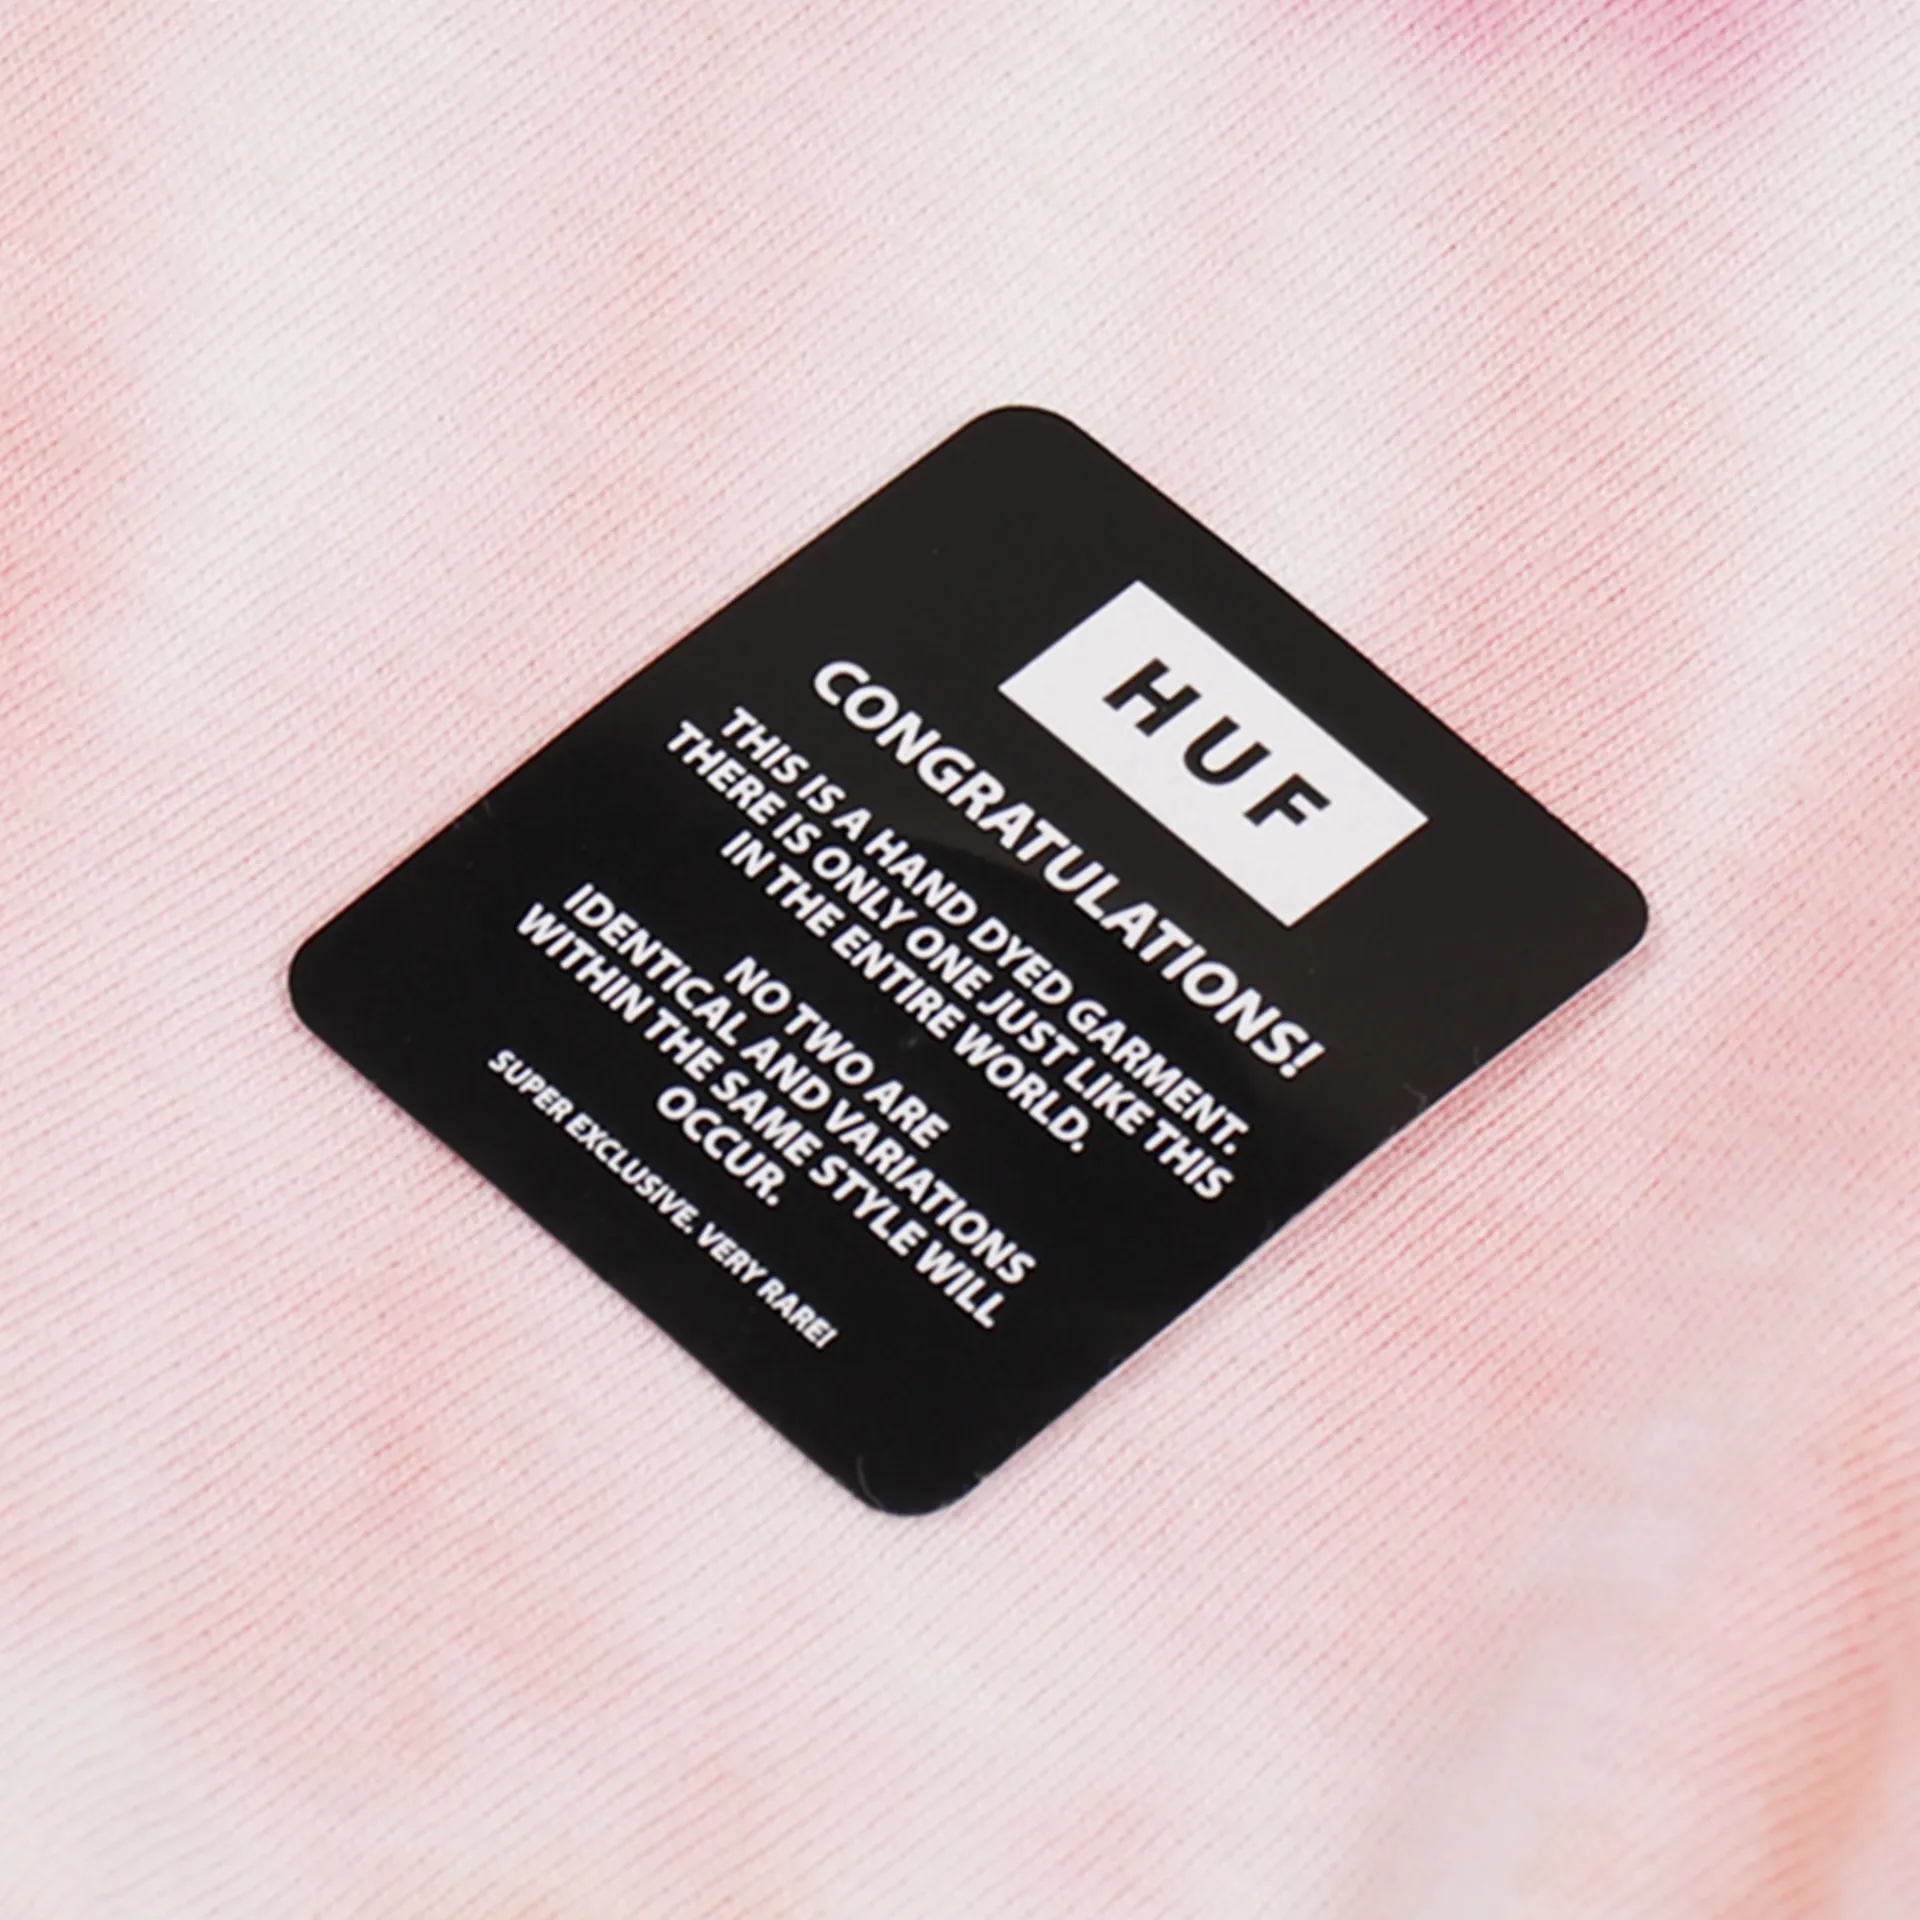 HUF
CONGRATULATIONS!
THIS IS A HAND DYED GARMENT.
THERE IS ONLY ONE JUST LIKE THIS
IN THE ENTIRE WORLD.
NO TWO ARE
IDENTICAL AND VARIATIONS
WITHIN THE SAME STYLE WILL
OCCUR.
SUPER EXCLUSIVE. VERY RARE!